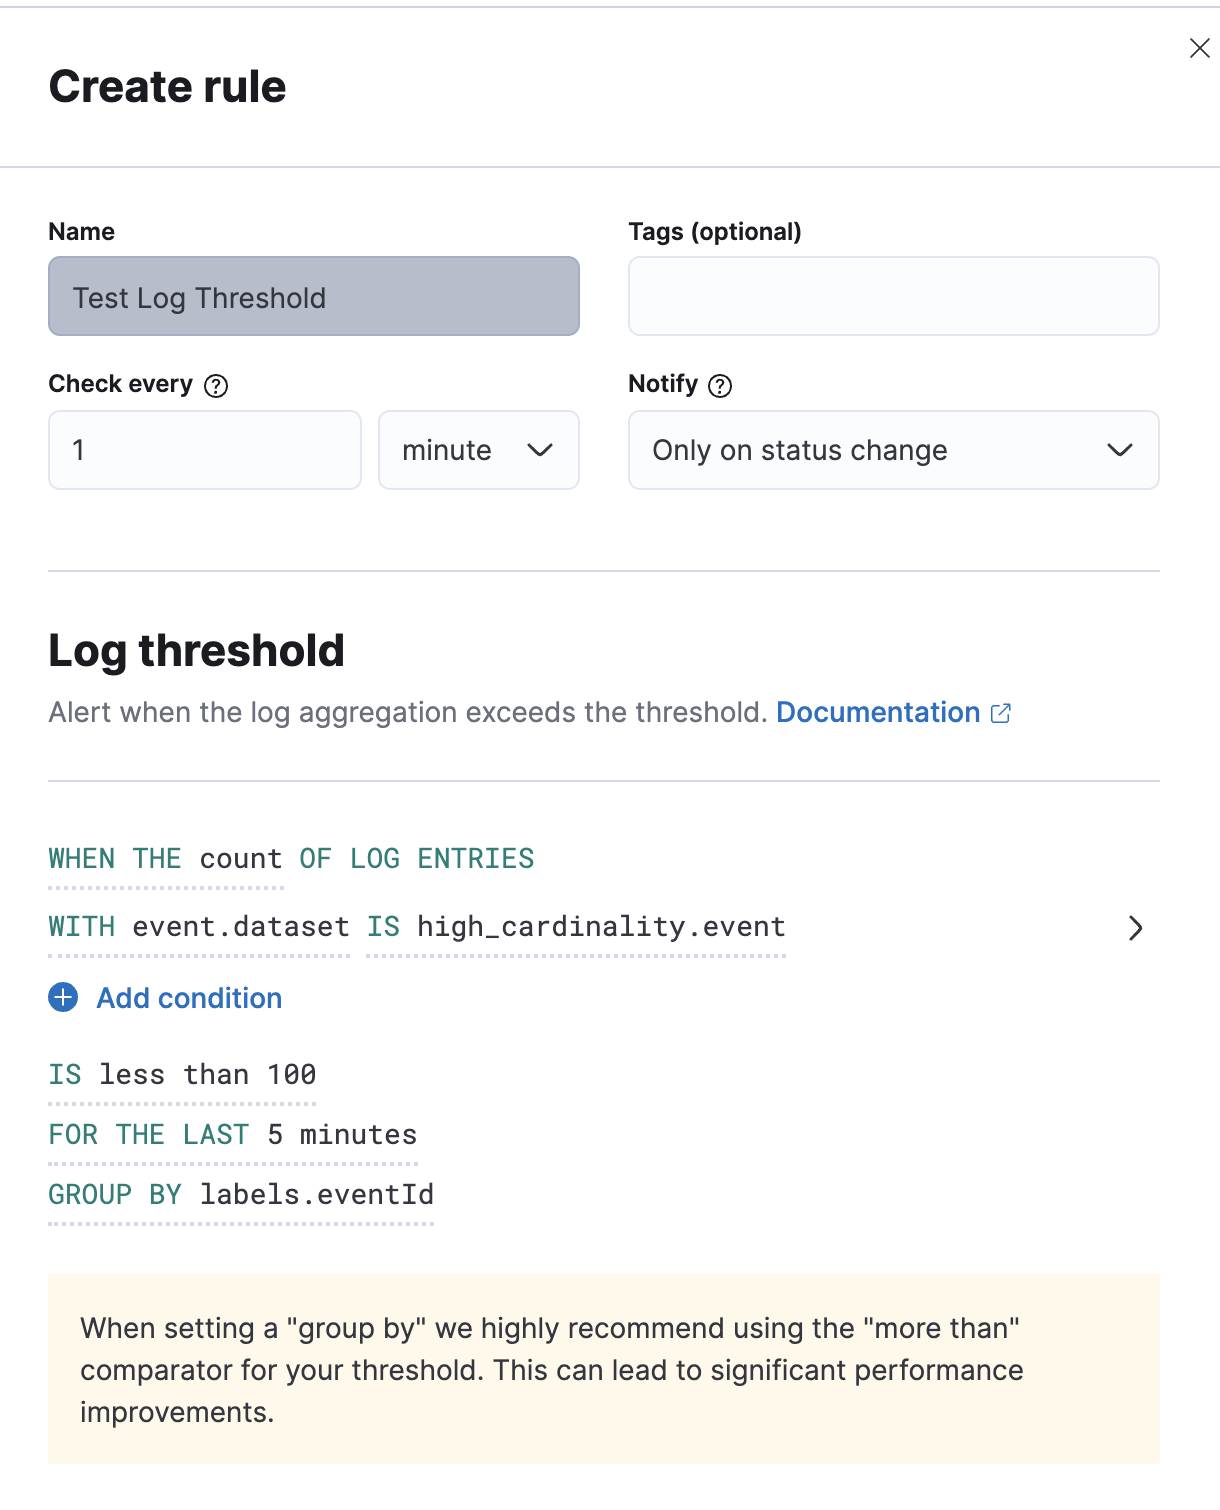 Create rule
Name
Tags (optional)
Test Log Threshold
Check every
Notify
1
minute
Only on status change
Log threshold
Alert when the log aggregation exceeds the threshold. Documentation
WHEN THE count OF LOG ENTRIES
WITH event.dataset IS high_cardinality.event
Add condition
IS less than 100
FOR THE LAST 5 minutes
GROUP BY labels.eventId
When setting a "group by" we highly recommend using the "more than"
comparator for your threshold. This can lead to significant performance
improvements.